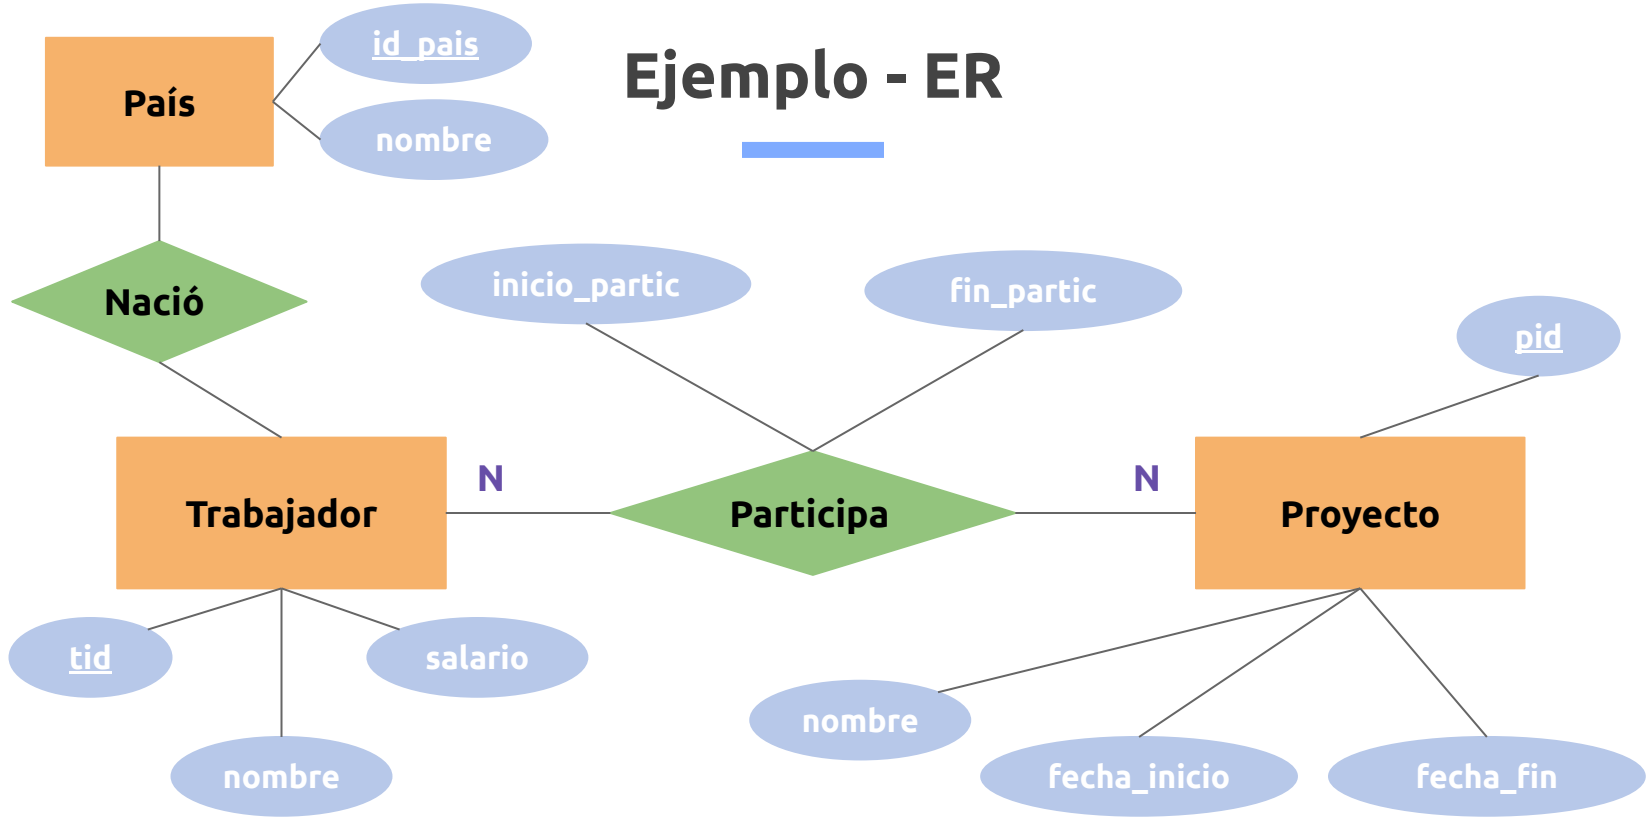 Ejemplo - ER
País
id_pais
nombre
Nació
inicio_partic
fin_partic
pid
Trabajador
N
Participa
N
Proyecto
tid
nombre
salario
nombre
fecha_inicio
fecha_fin